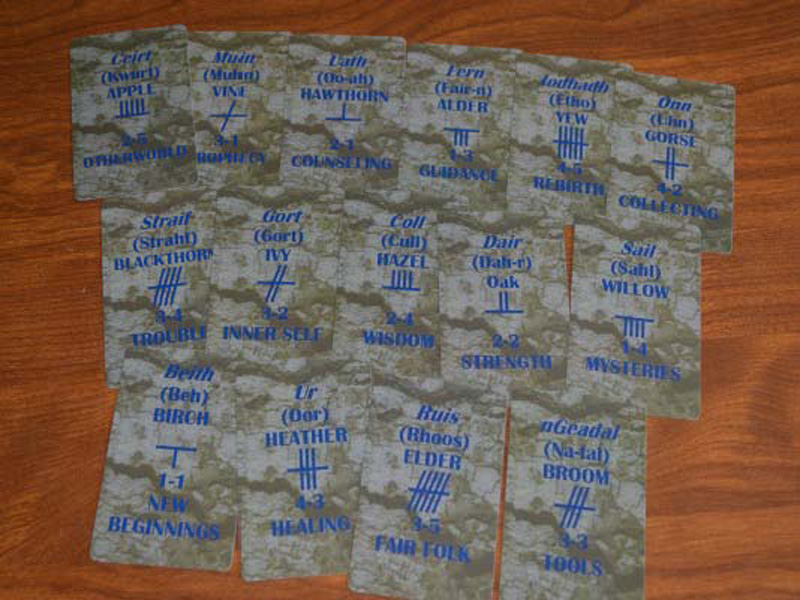 Ceirt
(Kwurt)
APPLE
2-5
OTHERWORLD
Muin
(Muhn)
VINE
3-1
ROPHECY
Uath
(Oo-ah)
HAWTHORN
2-1
COUNSELING
Fern
(Fair-n)
ALDER
1-3
GUIDANCE
Iodhadh
(Etho)
YEW
4-5
REBIRTH
Onn
(Uhn)
GORSE
4-2
COLLECTING
Straif
(Strahf)
BLACKTHORN
3-4
TROUBLE
Gort
(Gort)
IVY
3-2
INNER SELF
Coll
(Cull)
HAZEL
2-4
WISDOM
Dair
(Dah-r)
Oak
2-2
STRENGTH
Sail
(Sahl)
WILLOW
1-4
MYSTERIES
Beith
(Beh)
BIRCH
1-1
NEW
BEGINNINGS
Ur
(Oor)
HEATHER
4-3
HEALING
Ruis
(Rhoos)
ELDER
3-5
FAIR FOLK
nGeadal
(Na-tal)
BROOM
3-3
TOOLS